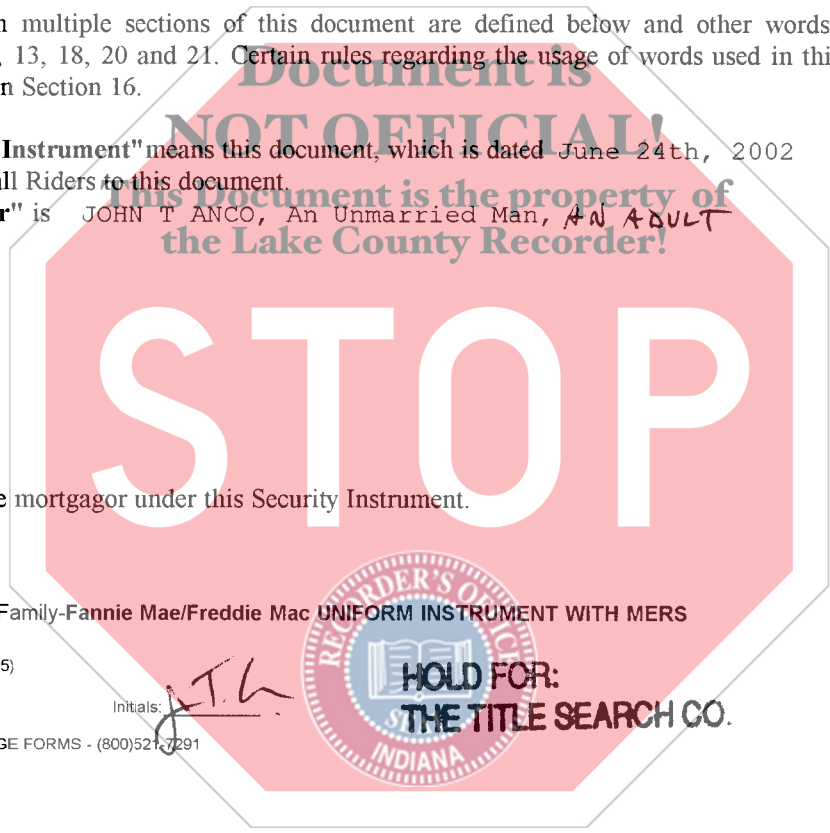 n multiple sections of this document are defined below and other words
, 13, 18, 20 and 21. Certain rules regarding the usage of words used in thi
n Section 16.
Document is
NOT OFFICIAL!
Instrument" means this document, which is dated June 24th, 2002
ll Riders to this document.
This Document is the property of
r" is JOHN T ANCO, An Unmarried Man, AN ADULT
the Lake County Recorder!
STOP
e mortgagor under this Security Instrument.
Family-Fannie Mae/Freddie Mac UNIFORM INSTRUMENT WITH MERS
5)
Initials: JTA
HOLD FOR:
THE TITLE SEARCH CO.
GE FORMS - (800)521-7291
RECORDER'S OFFICE
INDIANA